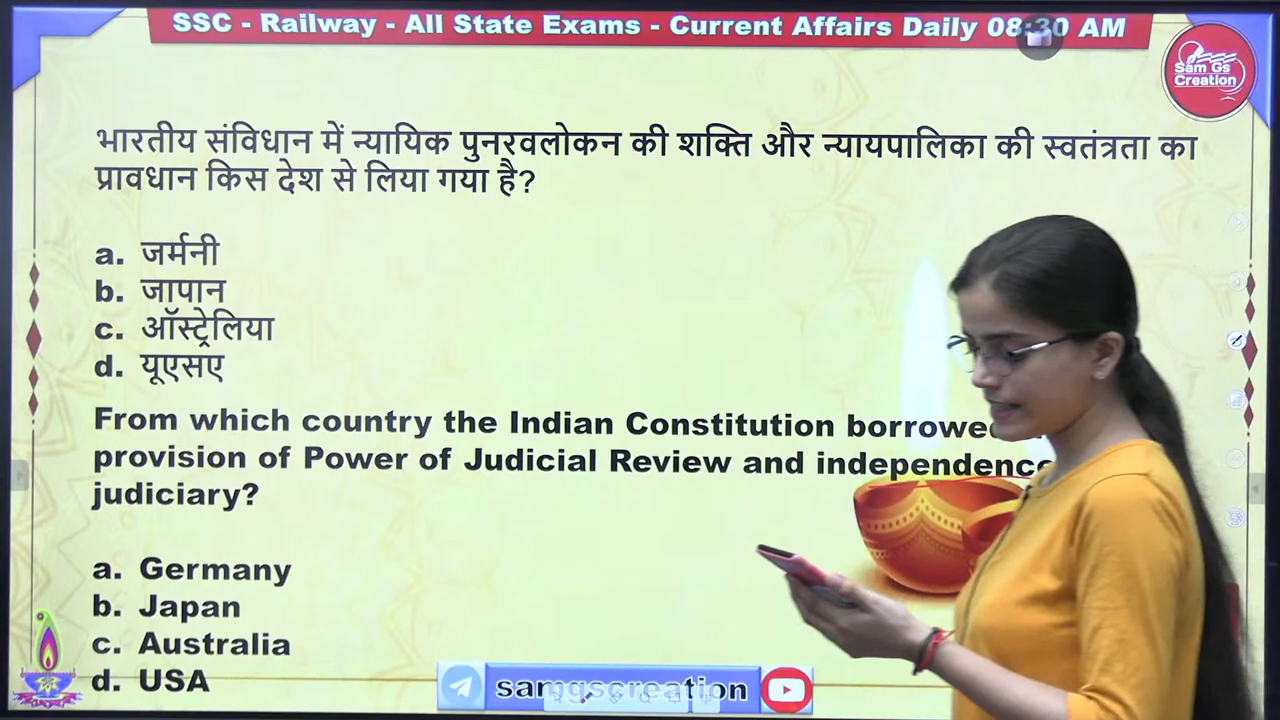 SSC - Railway - All State Exams - Current Affairs Daily 08:30 AM
Sam Gs
Creation
भारतीय संविधान में न्यायिक पुनरवलोकन की शक्ति और न्यायपालिका की स्वतंत्रता का
प्रावधान किस देश से लिया गया है?
a. जर्मनी
b. जापान
c. ऑस्ट्रेलिया
d. यूएसए
From which country the Indian Constitution
provision of Power of Judicial Review and
judiciary?
a. Germany
b. Japan
c. Australia
d. USA
samgscreation